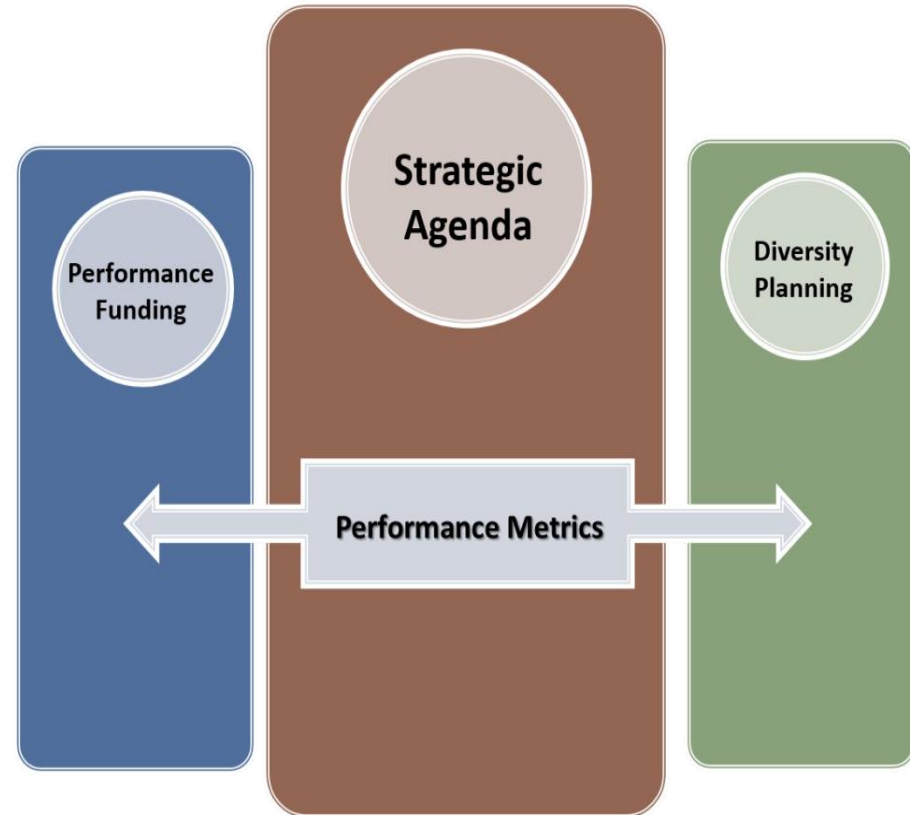 Strategic
Agenda
Performance
Funding
Diversity
Planning
Performance Metrics